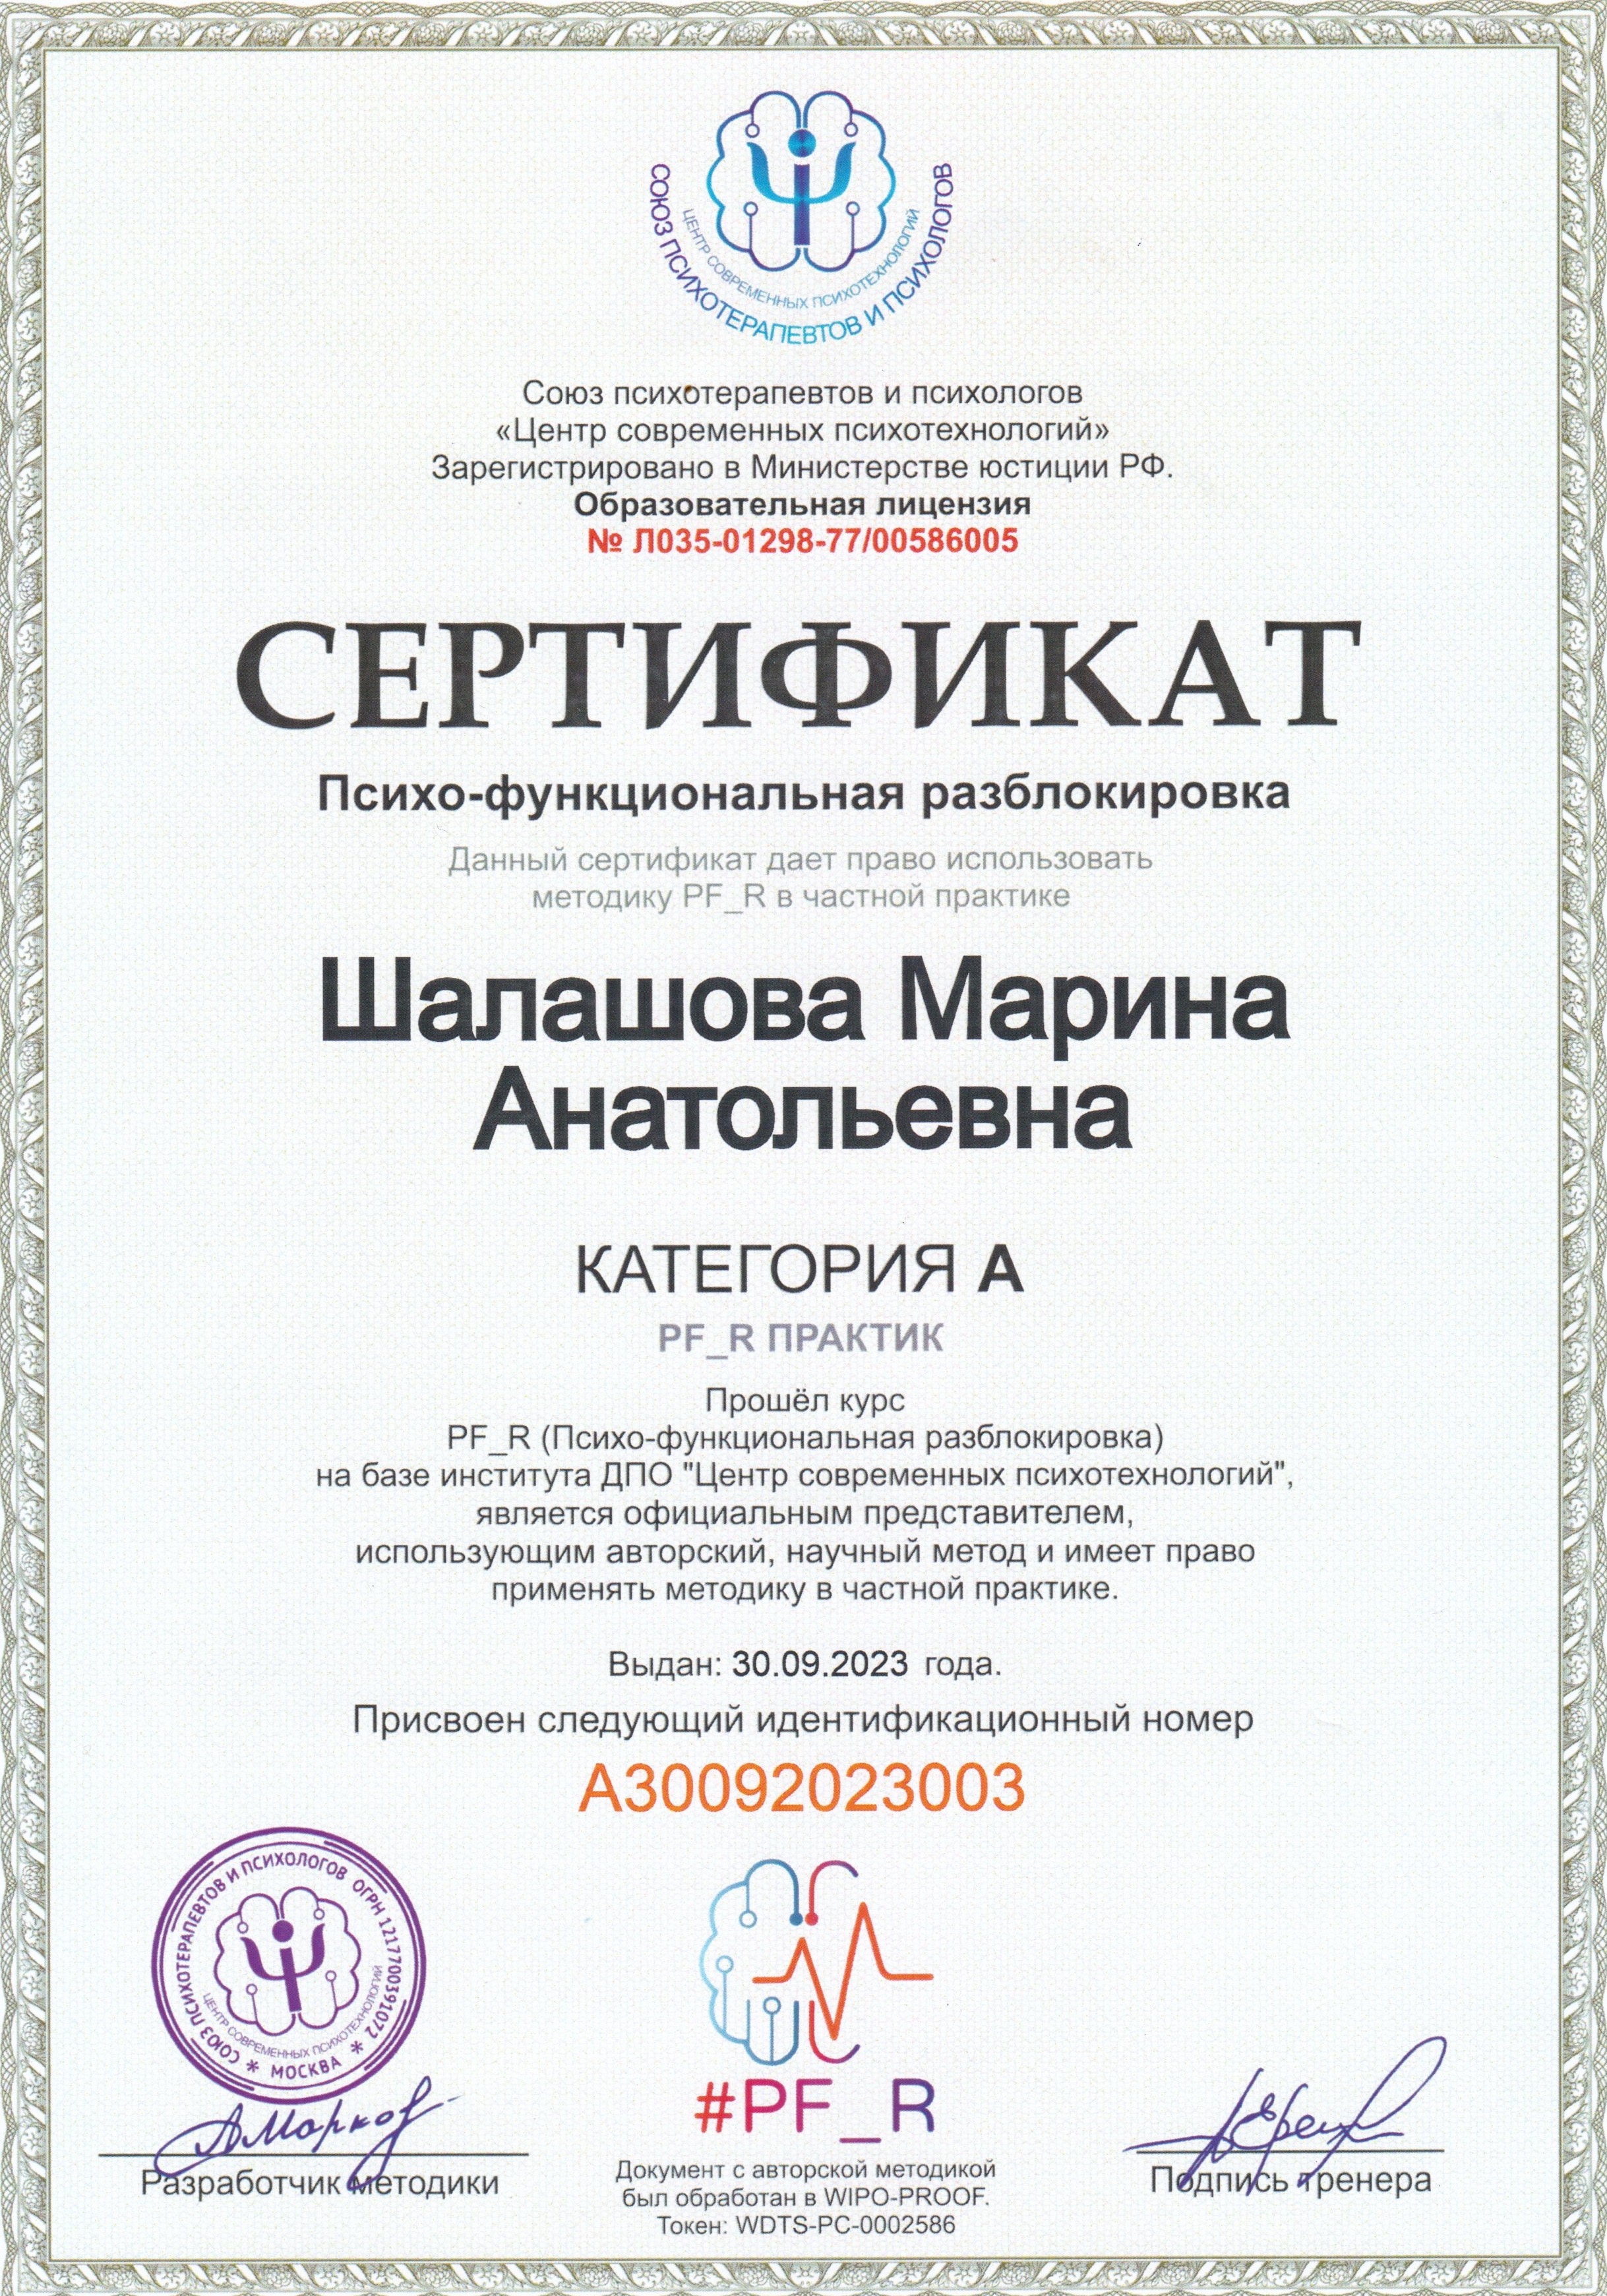 СОЮЗ ПСИХОТЕРАПЕВТОВ И ПСИХОЛОГОВ
ЦЕНТР СОВРЕМЕННЫХ ПСИХОТЕХНОЛОГИЙ
Союз психотерапевтов и психологов
«Центр современных психотехнологий»
Зарегистрировано в Министерстве юстиции РФ.
Образовательная лицензия
№ Л035-01298-77/00586005
СЕРТИФИКАТ
Психо-функциональная разблокировка
Данный сертификат дает право использовать
методику PF_R в частной практике
Шалашова Марина
Анатольевна
КАТЕГОРИЯ А
PF_R ПРАКТИК
Прошёл курс
PF_R (Психо-функциональная разблокировка)
на базе института ДПО "Центр современных психотехнологий",
является официальным представителем,
использующим авторский, научный метод и имеет право
применять методику в частной практике.
Выдан: 30.09.2023 года.
Присвоен следующий идентификационный номер
А30092023003
СОЮЗ ПСИХОТЕРАПЕВТОВ И ПСИХОЛОГОВ ОГРН 1217700391072
ЦЕНТР СОВРЕМЕННЫХ ПСИХОТЕХНОЛОГИЙ
* МОСКВА *
#PF_R
АМарков
Разработчик методики
Документ с авторской методикой
был обработан в WIPO-PROOF.
Токен: WDTS-PC-0002586
Подпись тренера